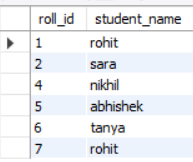 roll_id student_name
1 rohit
2 sara
4 nikhil
5 abhishek
6 tanya
7 rohit